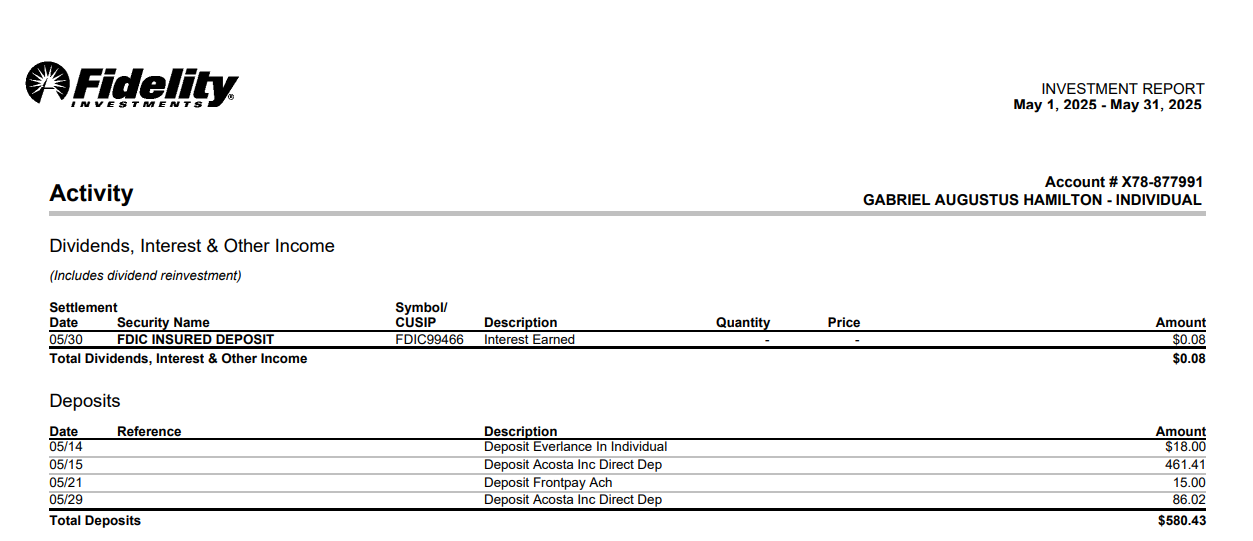 Fidelity
INVESTMENTS®
INVESTMENT REPORT
May 1, 2025 - May 31, 2025
Activity
Account # X78-877991
GABRIEL AUGUSTUS HAMILTON - INDIVIDUAL
Dividends, Interest & Other Income
(Includes dividend reinvestment)
Settlement Symbol/
Date Security Name CUSIP Description Quantity Price Amount
05/30 FDIC INSURED DEPOSIT FDIC99466 Interest Earned - - $0.08
Total Dividends, Interest & Other Income $0.08
Deposits
Date Reference Description Amount
05/14 Deposit Everlance In Individual $18.00
05/15 Deposit Acosta Inc Direct Dep 461.41
05/21 Deposit Frontpay Ach 15.00
05/29 Deposit Acosta Inc Direct Dep 86.02
Total Deposits $580.43